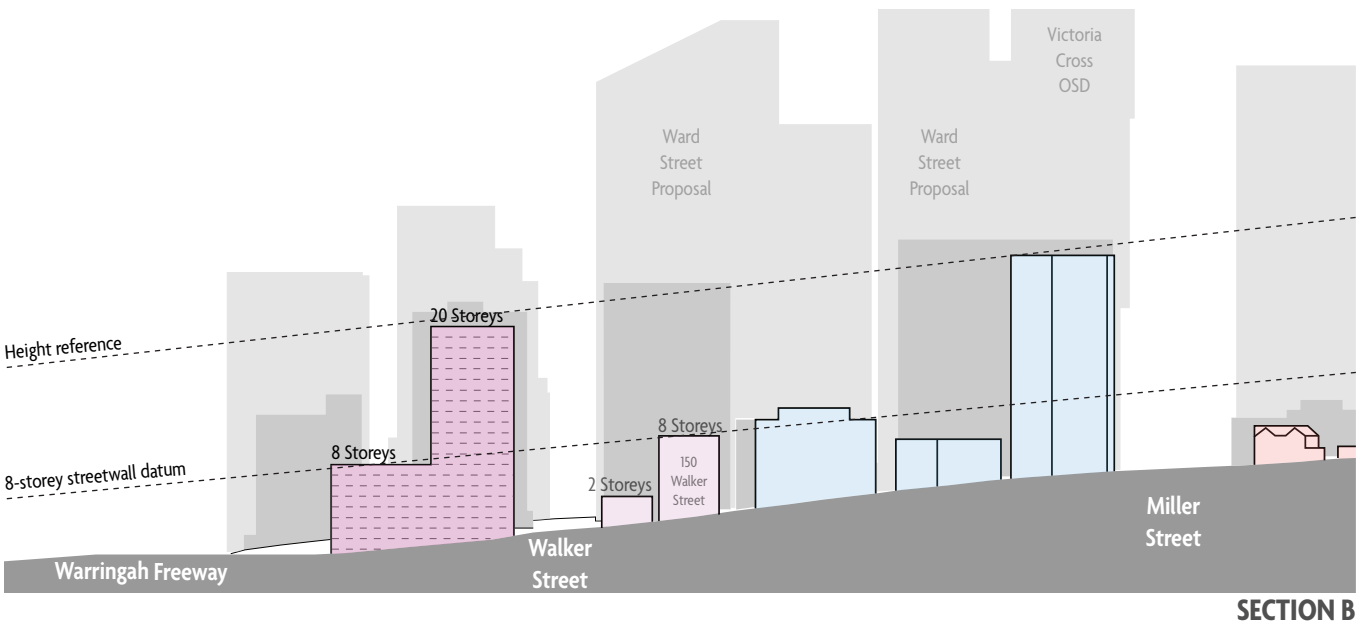 Victoria
Cross
OSD
Ward
Street
Proposal
Ward
Street
Proposal
20 Storeys
Height reference
8 Storeys
8 Storeys
8-storey streetwall datum
150
Walker
Street
2 Storeys
Miller
Street
Walker
Street
Warringah Freeway
SECTION B